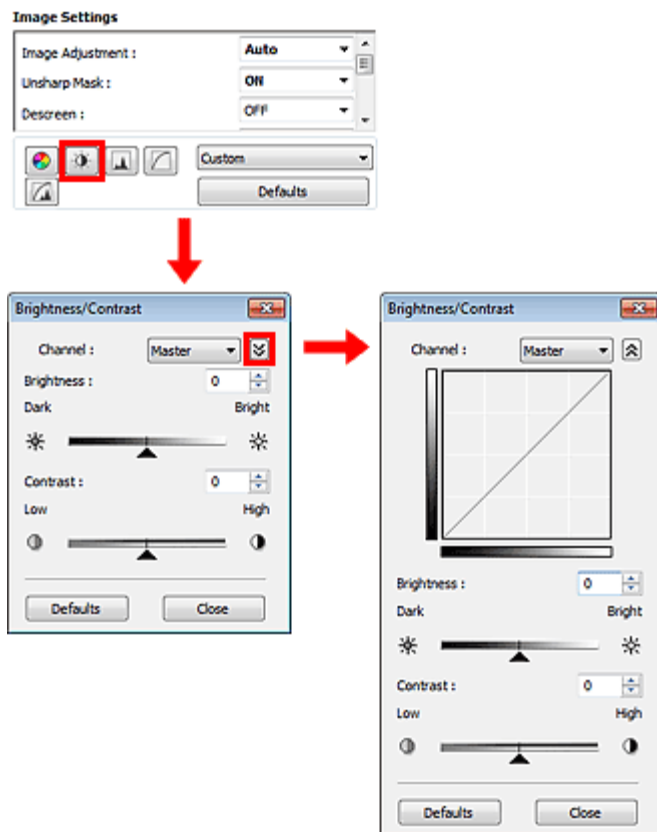 Image Settings
Image Adjustment : Auto
Unsharp Mask : ON
Descreen : OFF
Custom
Defaults
Brightness/Contrast
Channel : Master
Brightness : 0
Dark Bright
Contrast : 0
Low High
Defaults Close
Brightness/Contrast
Channel : Master
Brightness : 0
Dark Bright
Contrast : 0
Low High
Defaults Close